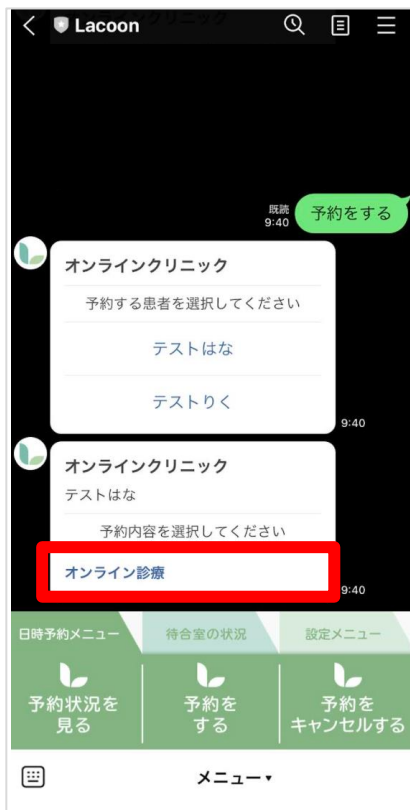 Lacoon
予約をする
既読
9:40
オンラインクリニック
予約する患者を選択してください
テストはな
テストりく
9:40
オンラインクリニック
テストはな
予約内容を選択してください
オンライン診療
9:40
日時予約メニュー
待合室の状況
設定メニュー
予約状況を
見る
予約を
する
予約を
キャンセルする
メニュー▼